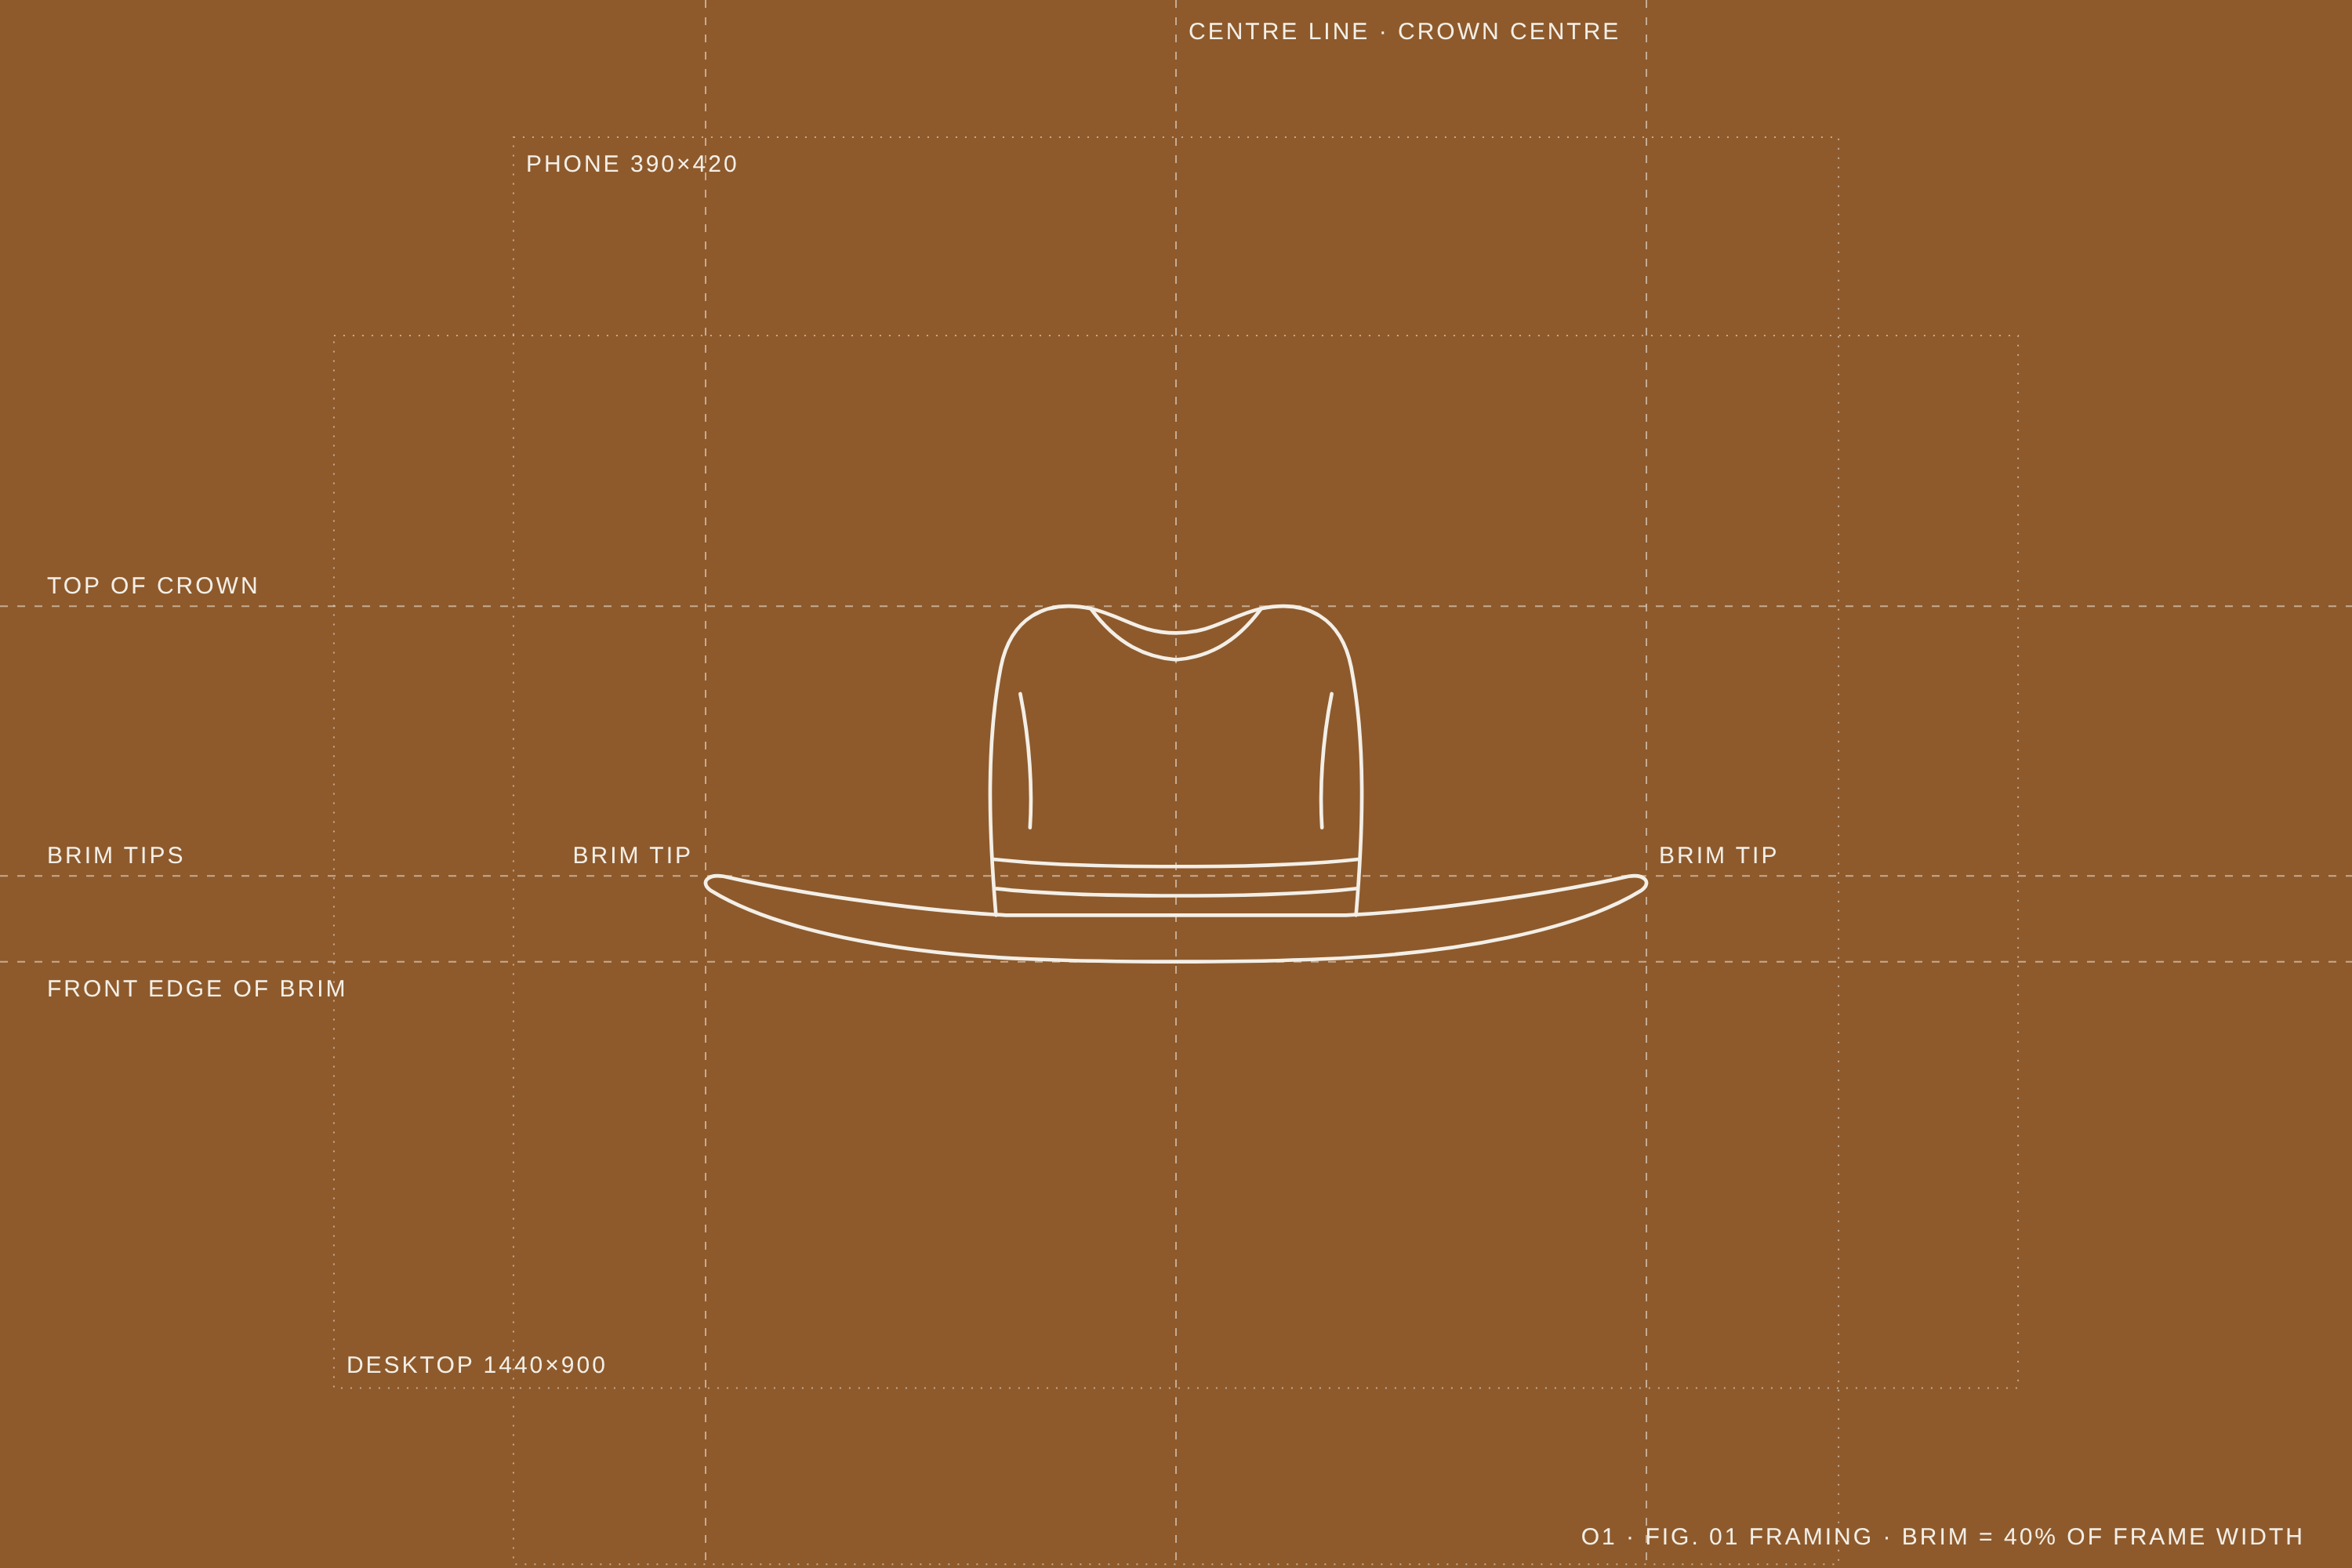 CENTRE LINE · CROWN CENTRE
PHONE 390×420
TOP OF CROWN
BRIM TIPS
BRIM TIP
BRIM TIP
FRONT EDGE OF BRIM
DESKTOP 1440×900
O1 · FIG. 01 FRAMING · BRIM = 40% OF FRAME WIDTH